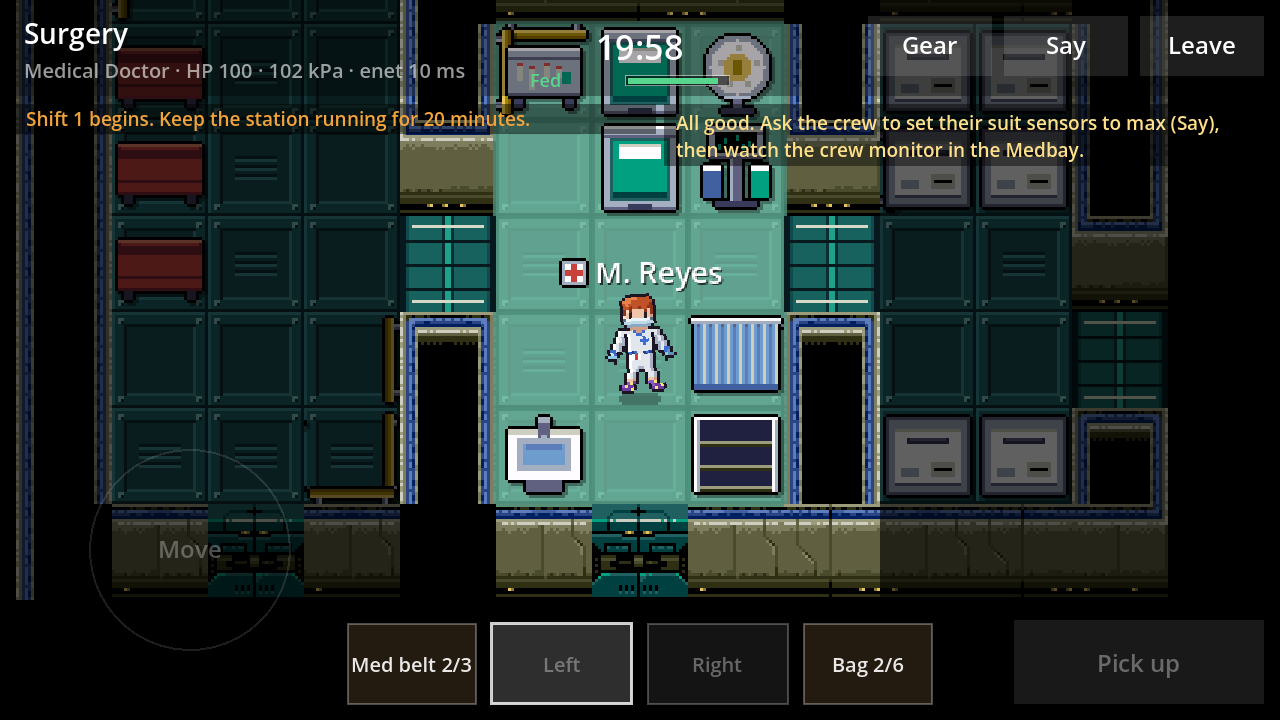 Surgery
19:58
Gear
Say
Leave
Medical Doctor · HP 100 · 102 kPa · enet 10 ms
Fed
Shift 1 begins. Keep the station running for 20 minutes.
All good. Ask the crew to set their suit sensors to max (Say),
then watch the crew monitor in the Medbay.
M. Reyes
Move
Med belt 2/3
Left
Right
Bag 2/6
Pick up